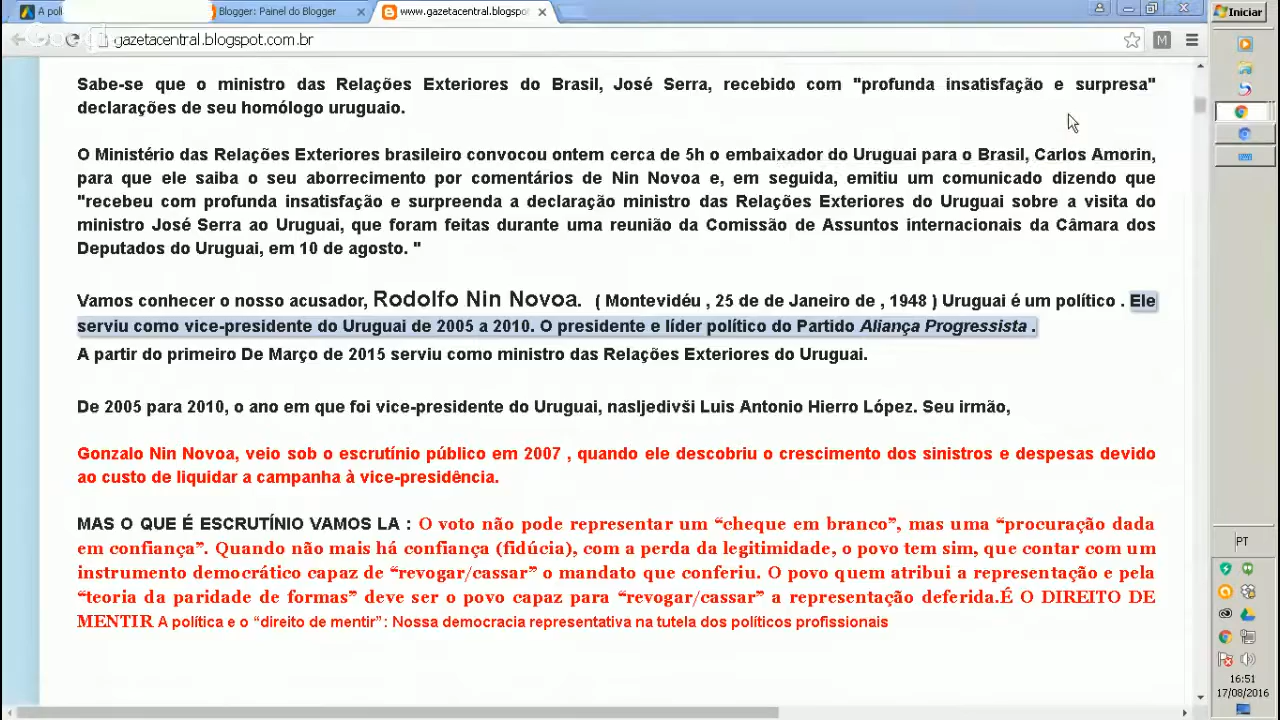 A polí
Blogger: Painel do Blogger
www.gazetacentral.blogspot
Iniciar
gazetacentral.blogspot.com.br
M
Sabe-se que o ministro das Relações Exteriores do Brasil, José Serra, recebido com "profunda insatisfação e surpresa"
declarações de seu homólogo uruguaio.
O Ministério das Relações Exteriores brasileiro convocou ontem cerca de 5h o embaixador do Uruguai para o Brasil, Carlos Amorin,
para que ele saiba o seu aborrecimento por comentários de Nin Novoa e, em seguida, emitiu um comunicado dizendo que
"recebeu com profunda insatisfação e surpreenda a declaração ministro das Relações Exteriores do Uruguai sobre a visita do
ministro José Serra ao Uruguai, que foram feitas durante uma reunião da Comissão de Assuntos internacionais da Câmara dos
Deputados do Uruguai, em 10 de agosto. "
Vamos conhecer o nosso acusador, Rodolfo Nin Novoa. ( Montevidéu , 25 de de Janeiro de , 1948 ) Uruguai é um político . Ele
serviu como vice-presidente do Uruguai de 2005 a 2010. O presidente e líder político do Partido Aliança Progressista .
A partir do primeiro De Março de 2015 serviu como ministro das Relações Exteriores do Uruguai.
De 2005 para 2010, o ano em que foi vice-presidente do Uruguai, nasljedivši Luis Antonio Hierro López. Seu irmão,
Gonzalo Nin Novoa, veio sob o escrutínio público em 2007 , quando ele descobriu o crescimento dos sinistros e despesas devido
ao custo de liquidar a campanha à vice-presidência.
MAS O QUE É ESCRUTÍNIO VAMOS LA : O voto não pode representar um “cheque em branco”, mas uma “procuração dada
em confiança”. Quando não mais há confiança (fidúcia), com a perda da legitimidade, o povo tem sim, que contar com um
instrumento democrático capaz de “revogar/cassar” o mandato que conferiu. O povo quem atribui a representação e pela
“teoria da paridade de formas” deve ser o povo capaz para “revogar/cassar” a representação deferida.É O DIREITO DE
MENTIR A política e o “direito de mentir”: Nossa democracia representativa na tutela dos políticos profissionais
PT
16:51
17/08/2016